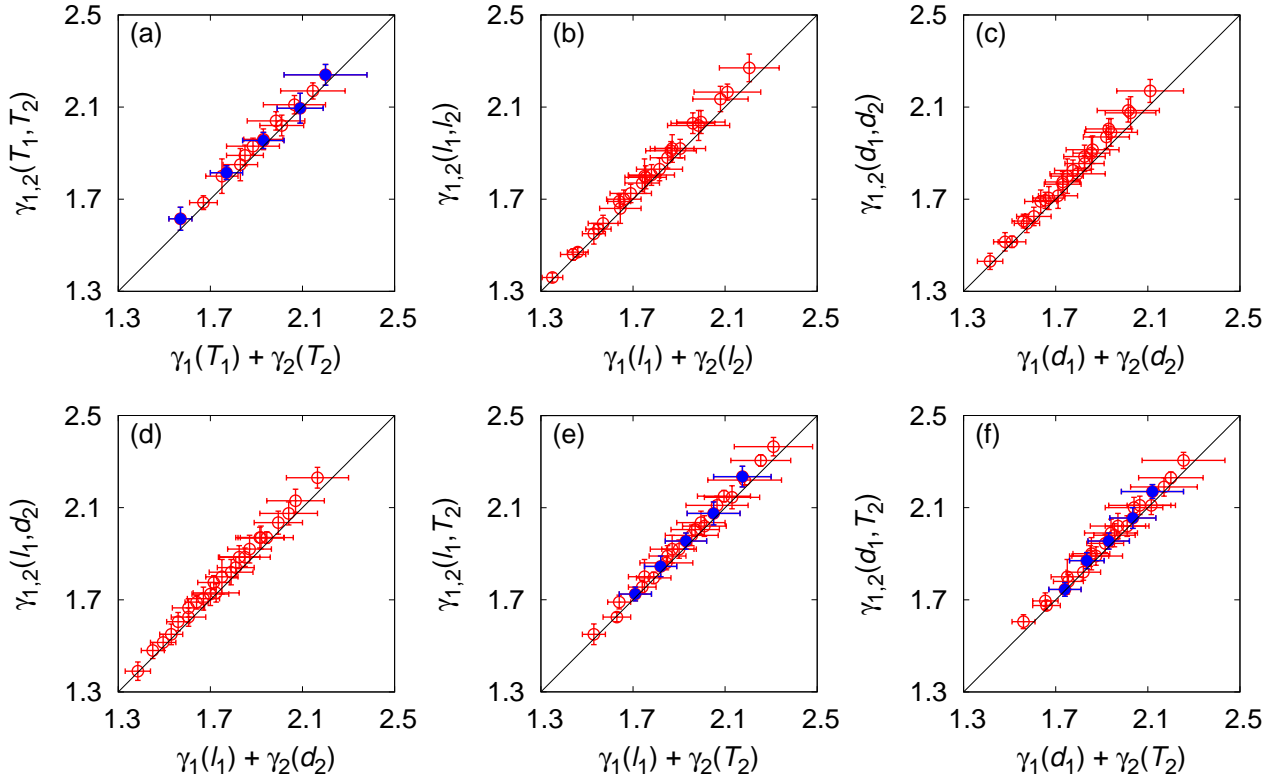 2.5
2.1
1.7
1.3
(a)
γ1,2(T1, T2)
1.3 1.7 2.1 2.5
γ1(T1) + γ2(T2)
2.5
2.1
1.7
1.3
(b)
γ1,2(l1, l2)
1.3 1.7 2.1 2.5
γ1(l1) + γ2(l2)
2.5
2.1
1.7
1.3
(c)
γ1,2(d1, d2)
1.3 1.7 2.1 2.5
γ1(d1) + γ2(d2)
2.5
2.1
1.7
1.3
(d)
γ1,2(l1, d2)
1.3 1.7 2.1 2.5
γ1(l1) + γ2(d2)
2.5
2.1
1.7
1.3
(e)
γ1,2(l1, T2)
1.3 1.7 2.1 2.5
γ1(l1) + γ2(T2)
2.5
2.1
1.7
1.3
(f)
γ1,2(d1, T2)
1.3 1.7 2.1 2.5
γ1(d1) + γ2(T2)